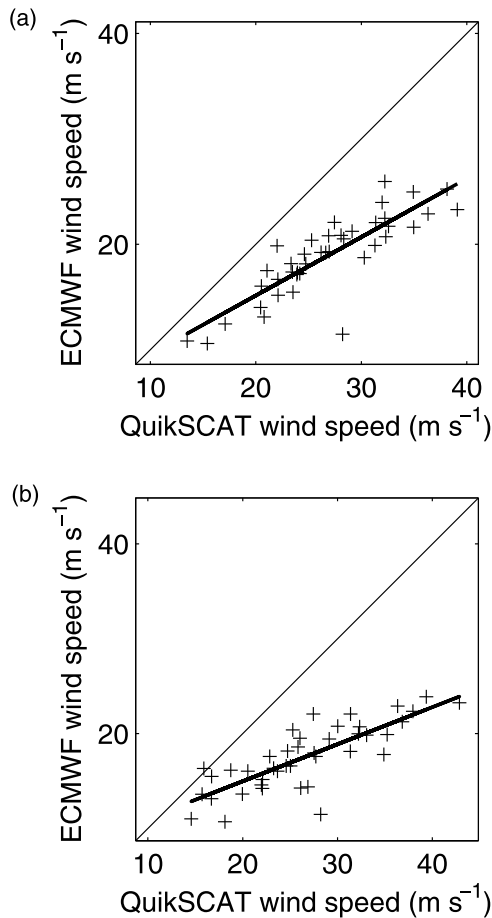 (a)
ECMWF wind speed (m s⁻¹)
40
20
10 20 30 40
QuikSCAT wind speed (m s⁻¹)
(b)
ECMWF wind speed (m s⁻¹)
40
20
10 20 30 40
QuikSCAT wind speed (m s⁻¹)